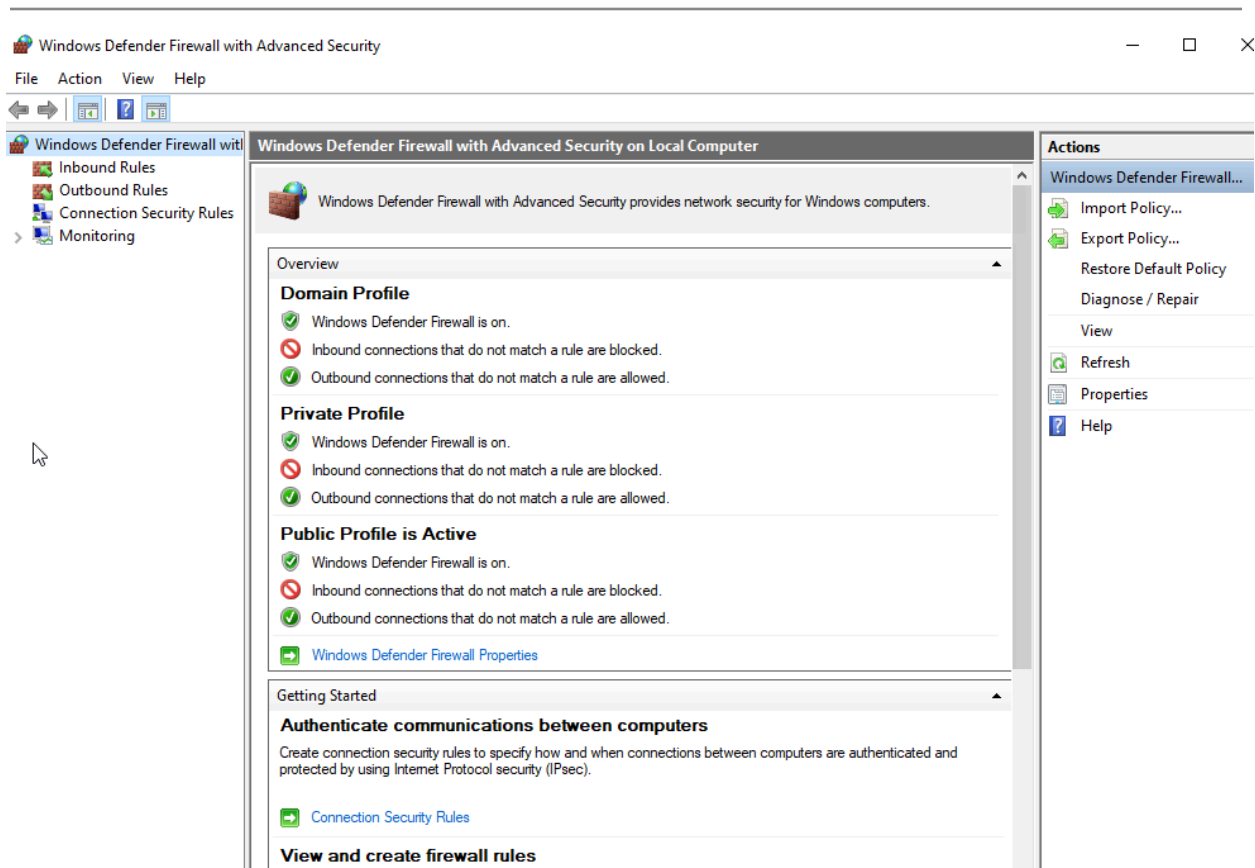 Windows Defender Firewall with Advanced Security
File Action View Help
Windows Defender Firewall with
Inbound Rules
Outbound Rules
Connection Security Rules
Monitoring
Windows Defender Firewall with Advanced Security on Local Computer
Windows Defender Firewall with Advanced Security provides network security for Windows computers.
Overview
Domain Profile
Windows Defender Firewall is on.
Inbound connections that do not match a rule are blocked.
Outbound connections that do not match a rule are allowed.
Private Profile
Windows Defender Firewall is on.
Inbound connections that do not match a rule are blocked.
Outbound connections that do not match a rule are allowed.
Public Profile is Active
Windows Defender Firewall is on.
Inbound connections that do not match a rule are blocked.
Outbound connections that do not match a rule are allowed.
Windows Defender Firewall Properties
Getting Started
Authenticate communications between computers
Create connection security rules to specify how and when connections between computers are authenticated and
protected by using Internet Protocol security (IPsec).
Connection Security Rules
View and create firewall rules
Actions
Windows Defender Firewall...
Import Policy...
Export Policy...
Restore Default Policy
Diagnose / Repair
View
Refresh
Properties
Help